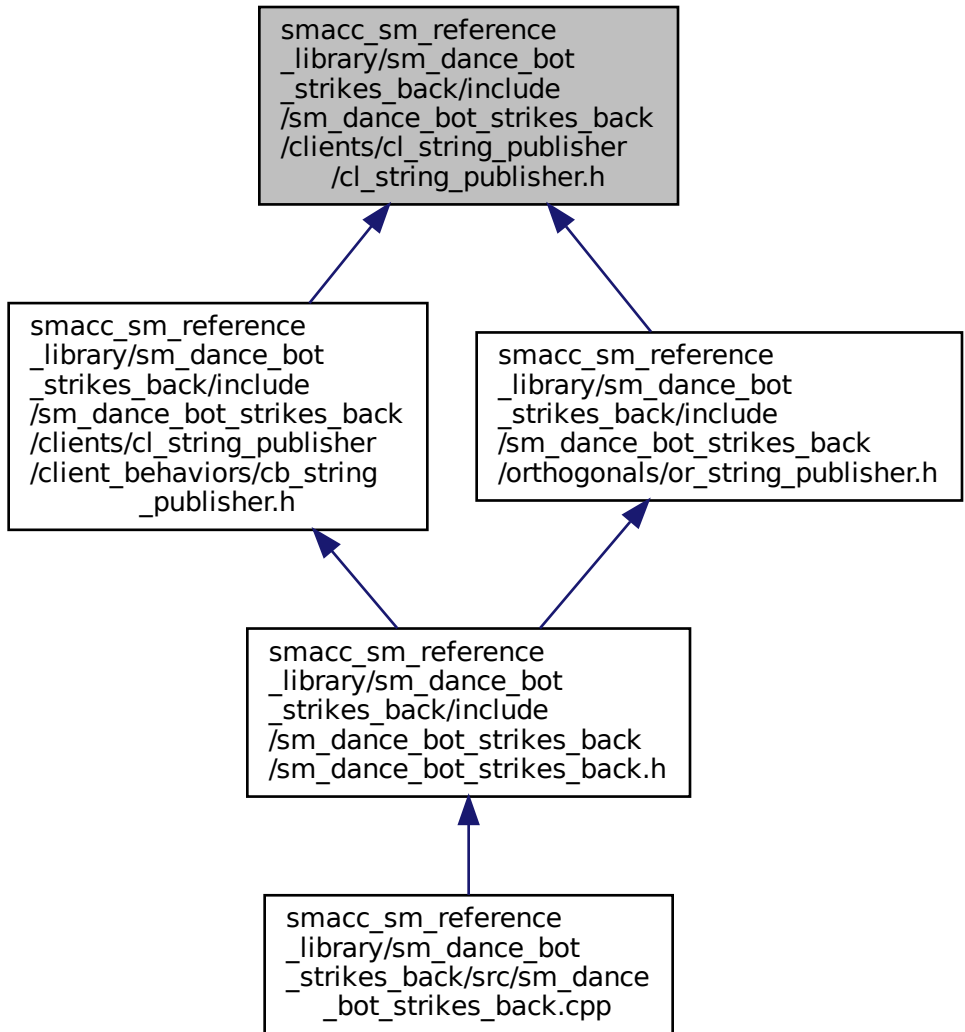 smacc_sm_reference
_library/sm_dance_bot
_strikes_back/include
/sm_dance_bot_strikes_back
/clients/cl_string_publisher
/cl_string_publisher.h
smacc_sm_reference
_library/sm_dance_bot
_strikes_back/include
/sm_dance_bot_strikes_back
/clients/cl_string_publisher
/client_behaviors/cb_string
_publisher.h
smacc_sm_reference
_library/sm_dance_bot
_strikes_back/include
/sm_dance_bot_strikes_back
/orthogonals/or_string_publisher.h
smacc_sm_reference
_library/sm_dance_bot
_strikes_back/include
/sm_dance_bot_strikes_back
/sm_dance_bot_strikes_back.h
smacc_sm_reference
_library/sm_dance_bot
_strikes_back/src/sm_dance
_bot_strikes_back.cpp